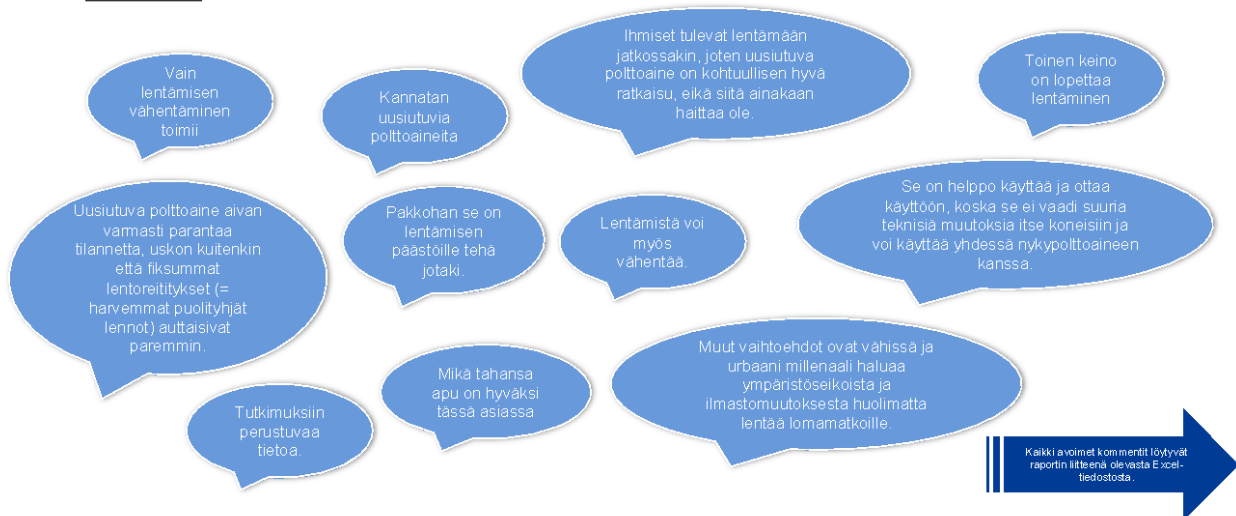 Vain
lentämisen
vähentäminen
toimii
Kannatan
uusiutuvia
polttoaineita
Ihmiset tulevat lentämään
jatkossakin, joten uusiutuva
polttoaine on kohtuullisen hyvä
ratkaisu, eikä siitä ainakaan
haittaa ole.
Toinen keino
on lopettaa
lentäminen
Uusiutuva polttoaine aivan
varmasti parantaa
tilannetta, uskon kuitenkin
että fiksummat
lentoreititykset (=
harvemmat puolityhjät
lennot) auttaisivat
paremmin.
Pakkohan se on
lentämisen
päästöille tehä
jotaki.
Lentämistä voi
myös
vähentää.
Se on helppo käyttää ja ottaa
käyttöön, koska se ei vaadi suuria
teknisiä muutoksia itse koneisiin ja
voi käyttää yhdessä nykypolttoaineen
kanssa.
Tutkimuksiin
perustuvaa
tietoa.
Mikä tahansa
apu on hyväksi
tässä asiassa
Muut vaihtoehdot ovat vähissä ja
urbaani millenaali haluaa
ympäristöseikoista ja
ilmastomuutoksesta huolimatta
lentää lomamatkoille.
Kaikki avoimet kommentit löytyvät
raportin liitteenä olevasta Excel-
tiedostosta.